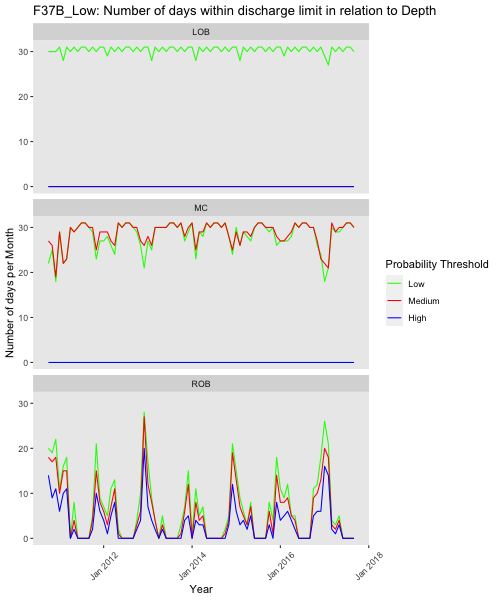 F37B_Low: Number of days within discharge limit in relation to Depth
LOB
30
20
10
0
MC
30
20
10
0
ROB
30
20
10
0
Number of days per Month
Jan 2012
Jan 2014
Jan 2016
Jan 2018
Year
Probability Threshold
Low
Medium
High